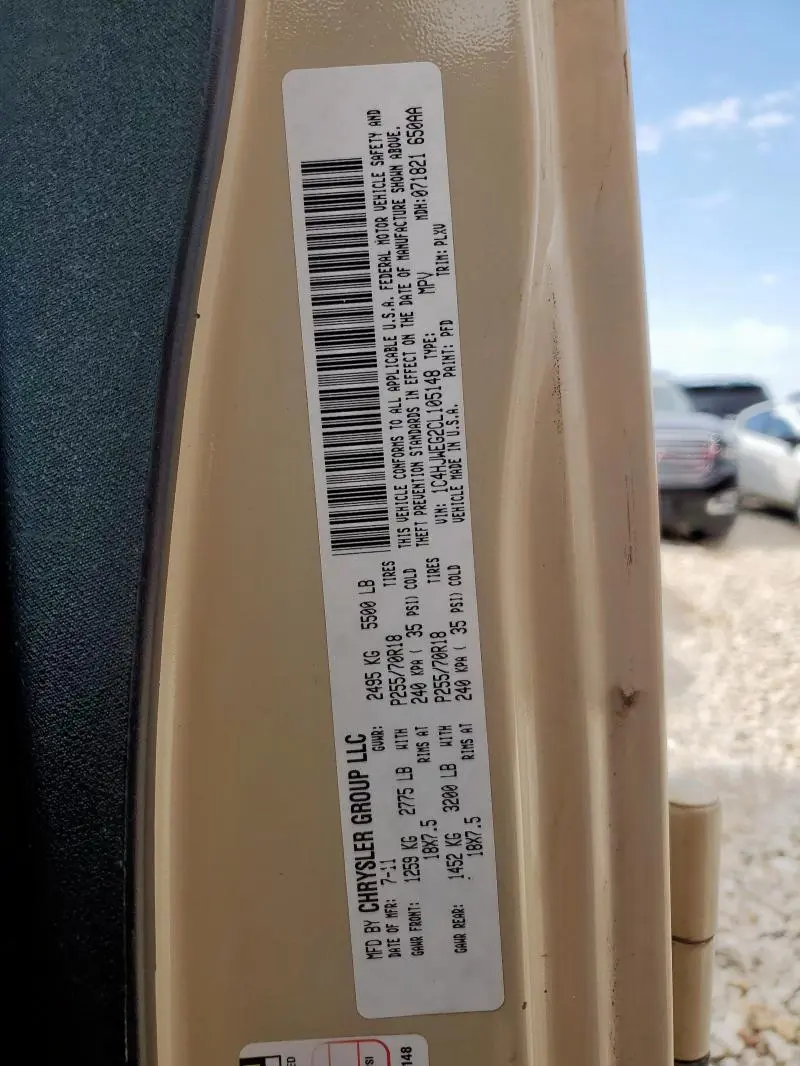 MFD BY CHRYSLER GROUP LLC
DATE OF MFR: 7-11 GVWR: 2495 KG 5500 LB
GAWR FRONT: 1259 KG 2775 LB WITH P255/70R18 TIRES
18X7.5 RIMS AT 240 KPA ( 35 PSI) COLD
GAWR REAR: 1452 KG 3200 LB WITH P255/70R18 TIRES
18X7.5 RIMS AT 240 KPA ( 35 PSI) COLD
THIS VEHICLE CONFORMS TO ALL APPLICABLE U.S.A. FEDERAL MOTOR VEHICLE SAFETY AND
THEFT PREVENTION STANDARDS IN EFFECT ON THE DATE OF MANUFACTURE SHOWN ABOVE.
VIN: 1C4HJWEG2CL105148 TYPE: MPV MDH: 071821 650AA
VEHICLE MADE IN U.S.A. PAINT: PFD TRIM: PLXV
ED
SI
148